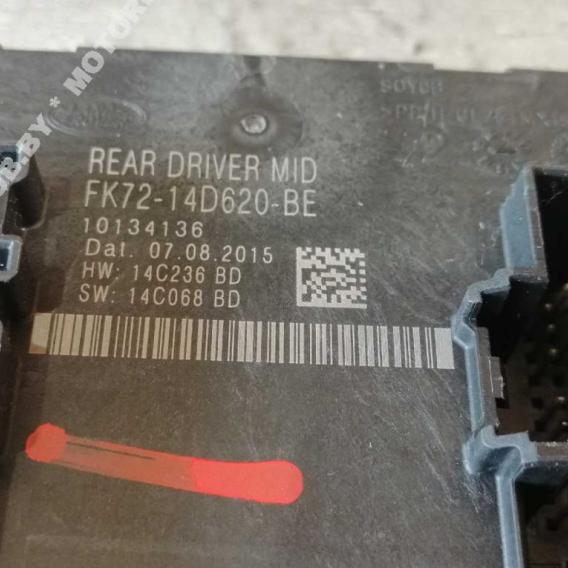 REAR DRIVER MID
FK72-14D620-BE
10134136
Dat. 07.08.2015
HW: 14C236 BD
SW: 14C068 BD